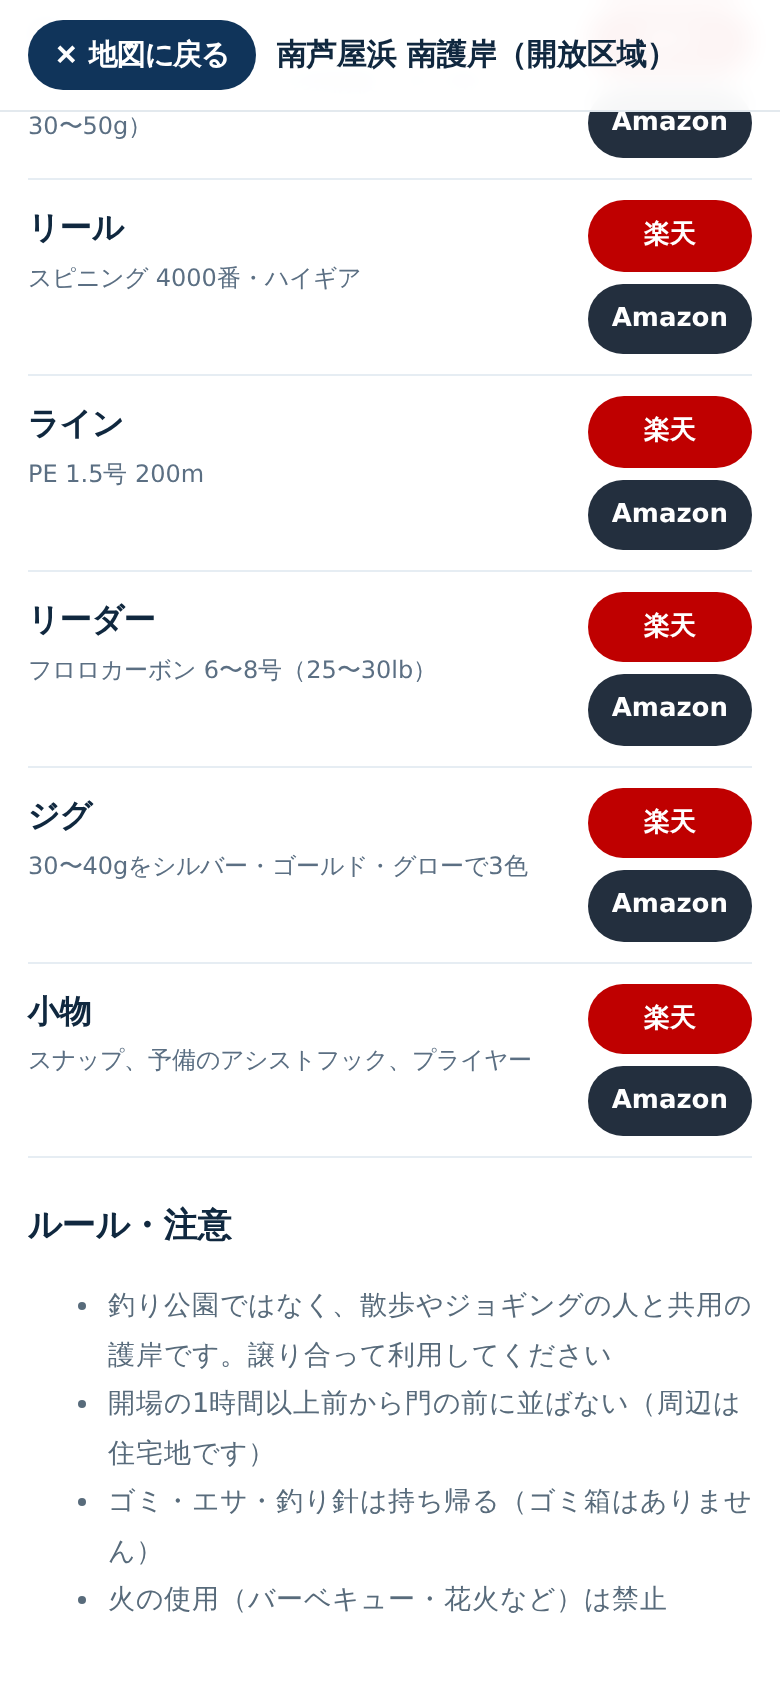 × 地図に戻る 南芦屋浜 南護岸（開放区域）
30〜50g）
Amazon
リール
楽天
スピニング 4000番・ハイギア
Amazon
ライン
楽天
PE 1.5号 200m
Amazon
リーダー
楽天
フロロカーボン 6〜8号（25〜30lb）
Amazon
ジグ
楽天
30〜40gをシルバー・ゴールド・グローで3色
Amazon
小物
楽天
スナップ、予備のアシストフック、プライヤー
Amazon
ルール・注意
• 釣り公園ではなく、散歩やジョギングの人と共用の
護岸です。譲り合って利用してください
• 開場の1時間以上前から門の前に並ばない（周辺は
住宅地です）
• ゴミ・エサ・釣り針は持ち帰る（ゴミ箱はありませ
ん）
• 火の使用（バーベキュー・花火など）は禁止